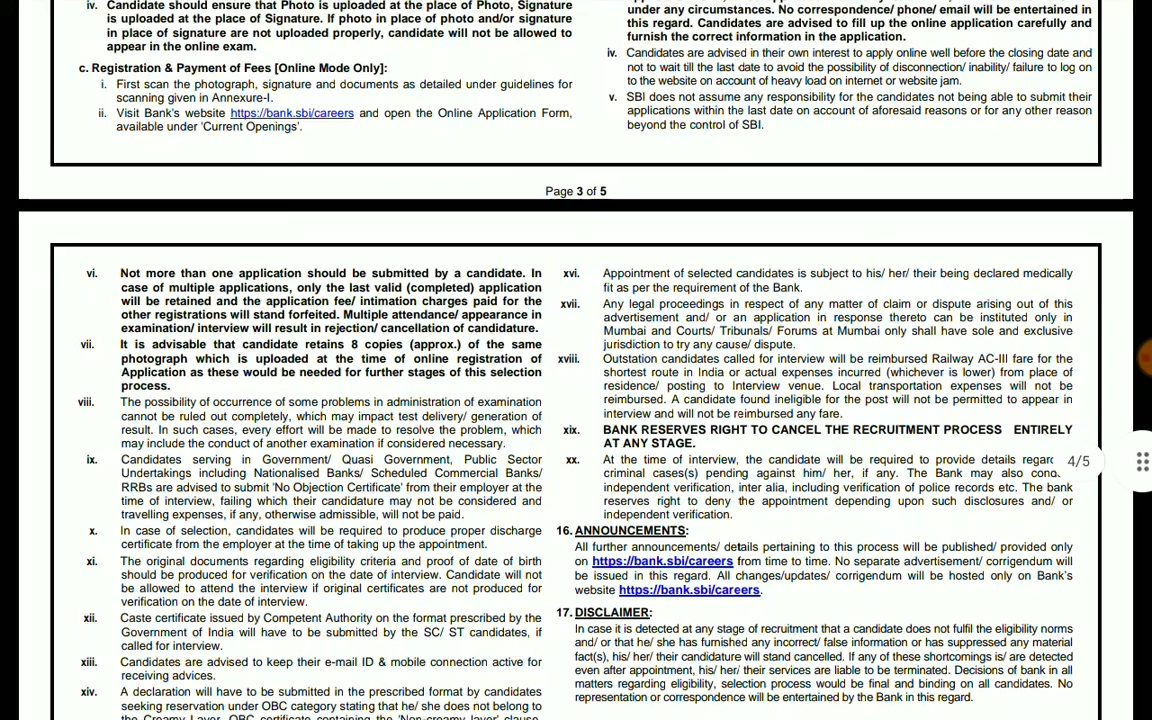 iv. Candidate should ensure that Photo is uploaded at the place of Photo, Signature
is uploaded at the place of Signature. If photo in place of photo and/or signature
in place of signature are not uploaded properly, candidate will not be allowed to
appear in the online exam.
c. Registration & Payment of Fees [Online Mode Only]:
i. First scan the photograph, signature and documents as detailed under guidelines for
scanning given in Annexure-I.
ii. Visit Bank's website https://bank.sbi/careers and open the Online Application Form,
available under 'Current Openings'.
under any circumstances. No correspondence/ phone/ email will be entertained in
this regard. Candidates are advised to fill up the online application carefully and
furnish the correct information in the application.
iv. Candidates are advised in their own interest to apply online well before the closing date and
not to wait till the last date to avoid the possibility of disconnection/ inability/ failure to log on
to the website on account of heavy load on internet or website jam.
v. SBI does not assume any responsibility for the candidates not being able to submit their
applications within the last date on account of aforesaid reasons or for any other reason
beyond the control of SBI.
Page 3 of 5
vi. Not more than one application should be submitted by a candidate. In
case of multiple applications, only the last valid (completed) application
will be retained and the application fee/ intimation charges paid for the
other registrations will stand forfeited. Multiple attendance/ appearance in
examination/ interview will result in rejection/ cancellation of candidature.
vii. It is advisable that candidate retains 8 copies (approx.) of the same
photograph which is uploaded at the time of online registration of
Application as these would be needed for further stages of this selection
process.
viii. The possibility of occurrence of some problems in administration of examination
cannot be ruled out completely, which may impact test delivery/ generation of
result. In such cases, every effort will be made to resolve the problem, which
may include the conduct of another examination if considered necessary.
ix. Candidates serving in Government/ Quasi Government, Public Sector
Undertakings including Nationalised Banks/ Scheduled Commercial Banks/
RRBs are advised to submit 'No Objection Certificate' from their employer at the
time of interview, failing which their candidature may not be considered and
travelling expenses, if any, otherwise admissible, will not be paid.
x. In case of selection, candidates will be required to produce proper discharge
certificate from the employer at the time of taking up the appointment.
xi. The original documents regarding eligibility criteria and proof of date of birth
should be produced for verification on the date of interview. Candidate will not
be allowed to attend the interview if original certificates are not produced for
verification on the date of interview.
xii. Caste certificate issued by Competent Authority on the format prescribed by the
Government of India will have to be submitted by the SC/ ST candidates, if
called for interview.
xiii. Candidates are advised to keep their e-mail ID & mobile connection active for
receiving advices.
xiv. A declaration will have to be submitted in the prescribed format by candidates
seeking reservation under OBC category stating that he/ she does not belong to
the Creamy Layer. OBC certificate containing the 'Non-creamy layer' clause,
xvi. Appointment of selected candidates is subject to his/ her/ their being declared medically
fit as per the requirement of the Bank.
xvii. Any legal proceedings in respect of any matter of claim or dispute arising out of this
advertisement and/ or an application in response thereto can be instituted only in
Mumbai and Courts/ Tribunals/ Forums at Mumbai only shall have sole and exclusive
jurisdiction to try any cause/ dispute.
xviii. Outstation candidates called for interview will be reimbursed Railway AC-III fare for the
shortest route in India or actual expenses incurred (whichever is lower) from place of
residence/ posting to Interview venue. Local transportation expenses will not be
reimbursed. A candidate found ineligible for the post will not be permitted to appear in
interview and will not be reimbursed any fare.
xix. BANK RESERVES RIGHT TO CANCEL THE RECRUITMENT PROCESS ENTIRELY
AT ANY STAGE.
xx. At the time of interview, the candidate will be required to provide details regard
criminal cases(s) pending against him/ her, if any. The Bank may also
independent verification, inter alia, including verification of police records etc. The bank
reserves right to deny the appointment depending upon such disclosures and/ or
independent verification.
4/5
16. ANNOUNCEMENTS:
All further announcements/ details pertaining to this process will be published/ provided only
on https://bank.sbi/careers from time to time. No separate advertisement/ corrigendum will
be issued in this regard. All changes/updates/ corrigendum will be hosted only on Bank's
website https://bank.sbi/careers.
17. DISCLAIMER:
In case it is detected at any stage of recruitment that a candidate does not fulfil the eligibility norms
and/ or that he/ she has furnished any incorrect/ false information or has suppressed any material
fact(s), his/ her/ their candidature will stand cancelled. If any of these shortcomings is/ are detected
even after appointment, his/ her/ their services are liable to be terminated. Decisions of bank in all
matters regarding eligibility, selection process would be final and binding on all candidates. No
representation or correspondence will be entertained by the Bank in this regard.